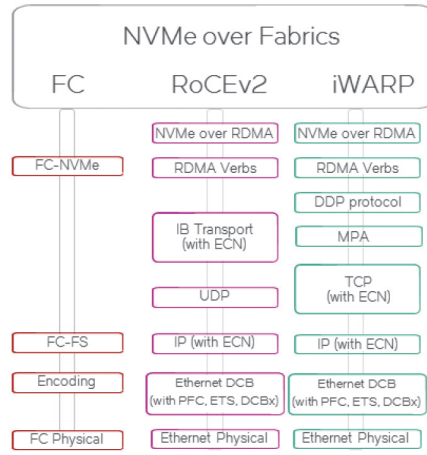 NVMe over Fabrics
FC RoCEv2 iWARP
NVMe over RDMA NVMe over RDMA
FC-NVMe RDMA Verbs RDMA Verbs
DDP protocol
IB Transport
(with ECN)
MPA
TCP
(with ECN)
UDP
FC-FS IP (with ECN) IP (with ECN)
Encoding
Ethernet DCB
(with PFC, ETS, DCBx)
Ethernet DCB
(with PFC, ETS, DCBx)
FC Physical Ethernet Physical Ethernet Physical